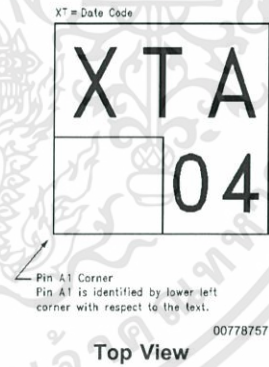 XT = Date Code
XTA
04
Pin A1 Corner
Pin A1 is identified by lower left
corner with respect to the text.
00778757
Top View